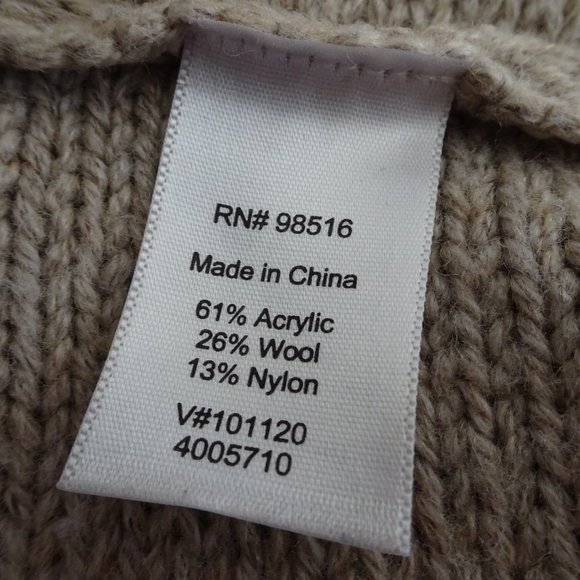 RN# 98516
Made in China
61% Acrylic
26% Wool
13% Nylon
V#101120
4005710